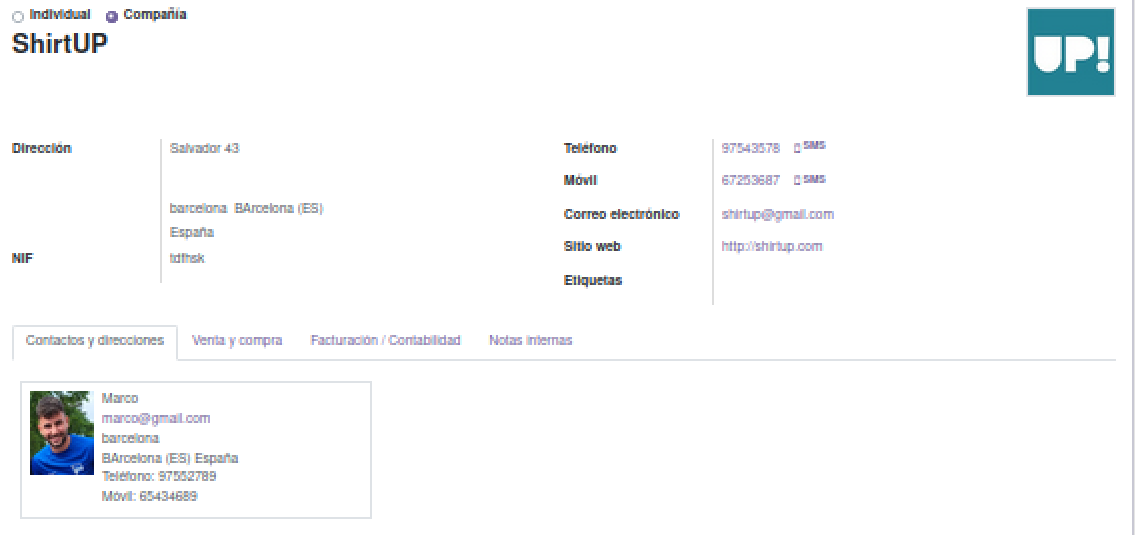 Individual Compañía
ShirtUP
UP!
Dirección Salvador 43
barcelona BArcelona (ES)
España
NIF tdfhsk
Teléfono 97543578 SMS
Móvil 67253687 SMS
Correo electrónico shirtup@gmail.com
Sitio web http://shirtup.com
Etiquetas
Contactos y direcciones Venta y compra Facturación / Contabilidad Notas internas
Marco
marco@gmail.com
barcelona
BArcelona (ES) España
Teléfono: 97552789
Móvil: 65434689